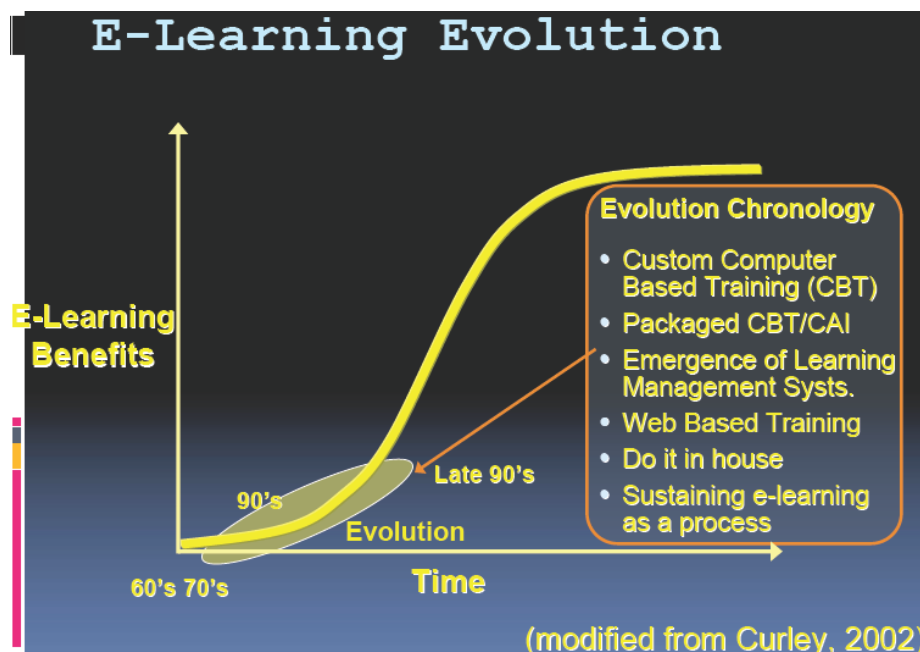 E-Learning Evolution
E-Learning
Benefits
Evolution Chronology
• Custom Computer
Based Training (CBT)
• Packaged CBT/CAI
• Emergence of Learning
Management Systs.
• Web Based Training
• Do it in house
• Sustaining e-learning
as a process
Late 90's
90's
Evolution
60's 70's
Time
(modified from Curley, 2002)